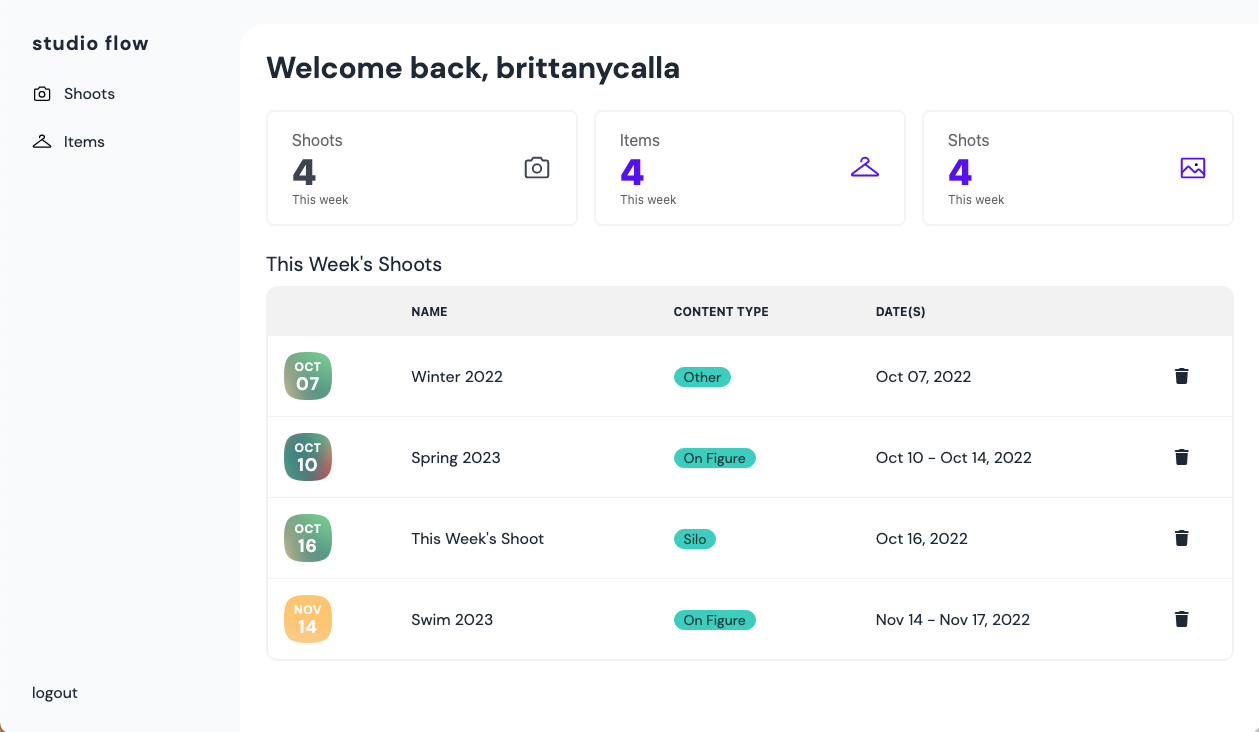 studio flow
Shoots
Items
logout
Welcome back, brittanycalla
Shoots
4
This week
Items
4
This week
Shots
4
This week
This Week's Shoots
NAME CONTENT TYPE DATE(S)
OCT
07
Winter 2022 Other Oct 07, 2022
OCT
10
Spring 2023 On Figure Oct 10 - Oct 14, 2022
OCT
16
This Week's Shoot Silo Oct 16, 2022
NOV
14
Swim 2023 On Figure Nov 14 - Nov 17, 2022